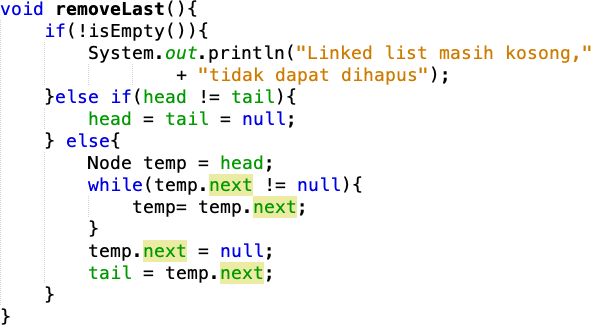 void removeLast(){
    if(!isEmpty()){
        System.out.println("Linked list masih kosong,"
                + "tidak dapat dihapus");
    }else if(head != tail){
        head = tail = null;
    } else{
        Node temp = head;
        while(temp.next != null){
            temp= temp.next;
        }
        temp.next = null;
        tail = temp.next;
    }
}